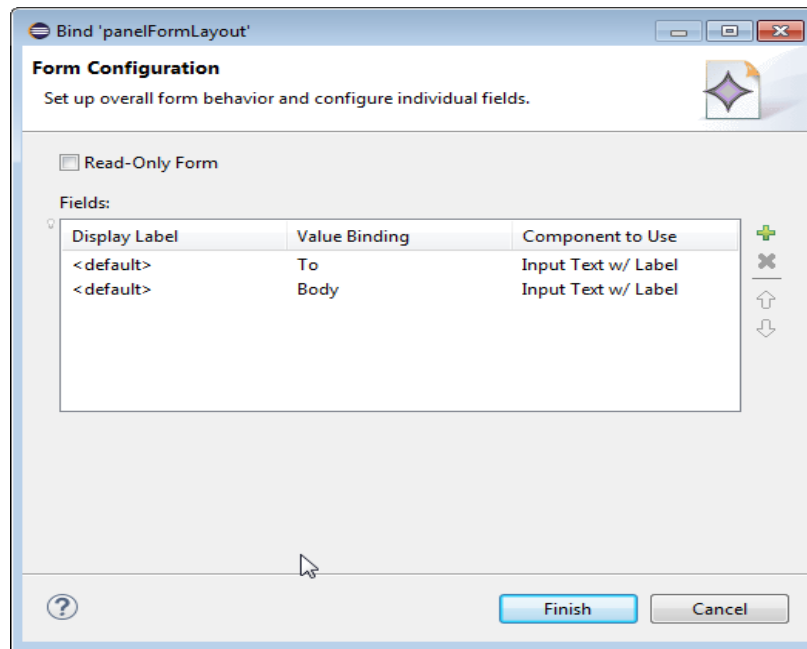 Bind 'panelFormLayout'
Form Configuration
Set up overall form behavior and configure individual fields.
Read-Only Form
Fields:
Display Label Value Binding Component to Use
<default> To Input Text w/ Label
<default> Body Input Text w/ Label
?
Finish Cancel